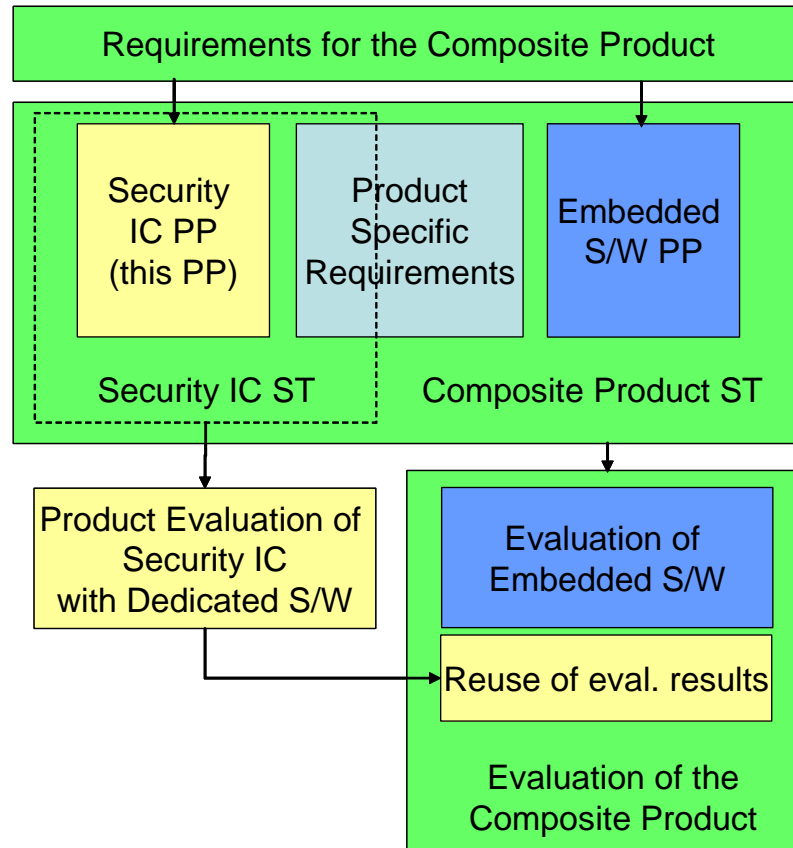 Requirements for the Composite Product
Security
IC PP
(this PP)
Product
Specific
Requirements
Embedded
S/W PP
Security IC ST
Composite Product ST
Product Evaluation of
Security IC
with Dedicated S/W
Evaluation of
Embedded S/W
Reuse of eval. results
Evaluation of the
Composite Product